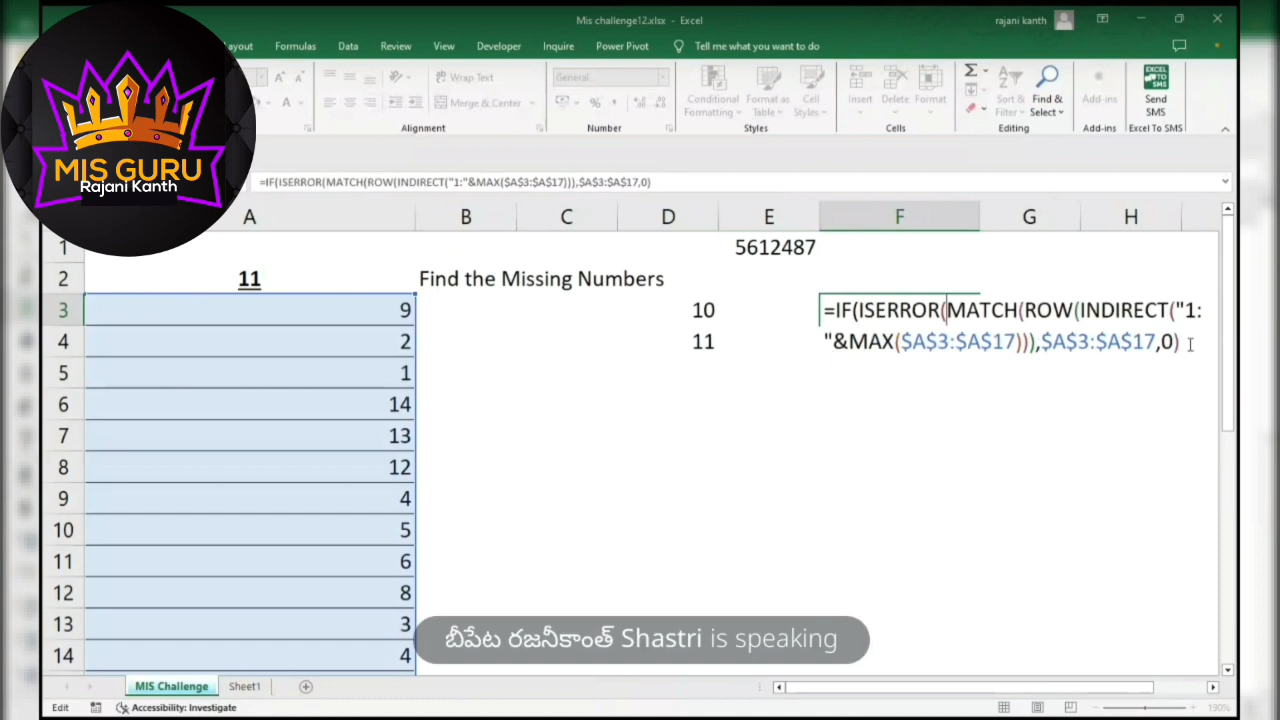 Mis challenge12.xlsx - Excel
rajani kanth
ayout Formulas Data Review View Developer Inquire Power Pivot Tell me what you want to do
Wrap Text
General
Conditional Formatting
Format as Table
Cell Styles
Insert Delete Format
Sort & Filter
Find & Select
Add-ins
EXCEL TO SMS
Send SMS
Merge & Center
Alignment Number Styles Cells Editing Add-ins Excel To SMS
MIS GURU
Rajani Kanth
=IF(ISERROR(MATCH(ROW(INDIRECT("1:"&MAX($A$3:$A$17))),$A$3:$A$17,0)
A B C D E F G H
1 5612487
2 11 Find the Missing Numbers
3 9 10 =IF(ISERROR(MATCH(ROW(INDIRECT("1:
4 2 11 "&MAX($A$3:$A$17))),$A$3:$A$17,0)
5 1
6 14
7 13
8 12
9 4
10 5
11 6
12 8
13 3
14 4
బీపేట రజనీకాంత్ Shastri is speaking
MIS Challenge Sheet1
Edit Accessibility: Investigate 190%